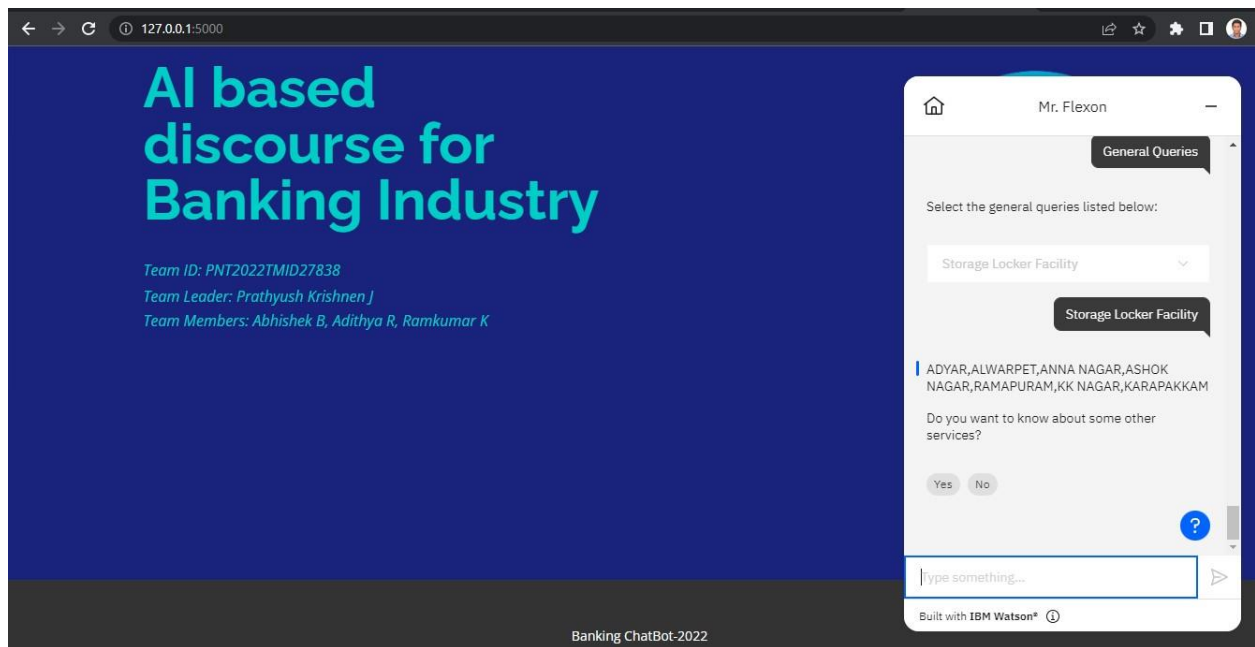 127.0.0.1:5000
AI based
discourse for
Banking Industry
Team ID: PNT2022TMID27838
Team Leader: Prathyush Krishnen J
Team Members: Abhishek B, Adithya R, Ramkumar K
Mr. Flexon
General Queries
Select the general queries listed below:
Storage Locker Facility
Storage Locker Facility
ADYAR,ALWARPET,ANNA NAGAR,ASHOK
NAGAR,RAMAPURAM,KK NAGAR,KARAPAKKAM
Do you want to know about some other
services?
Yes No
?
Type something...
Built with IBM Watson®
Banking ChatBot-2022